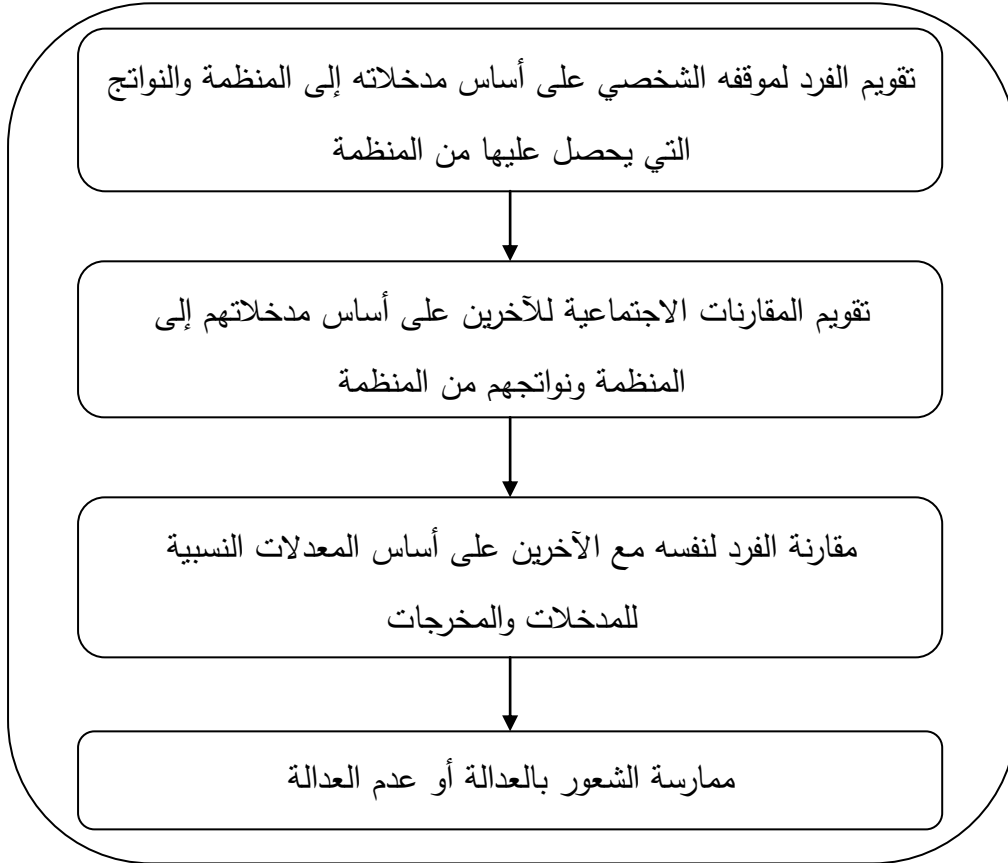 تقويم الفرد لموقفه الشخصي على أساس مدخلاته إلى المنظمة والنواتج
التي يحصل عليها من المنظمة
تقويم المقارنات الاجتماعية للآخرين على أساس مدخلاتهم إلى
المنظمة ونواتجهم من المنظمة
مقارنة الفرد لنفسه مع الآخرين على أساس المعدلات النسبية
للمدخلات والمخرجات
ممارسة الشعور بالعدالة أو عدم العدالة